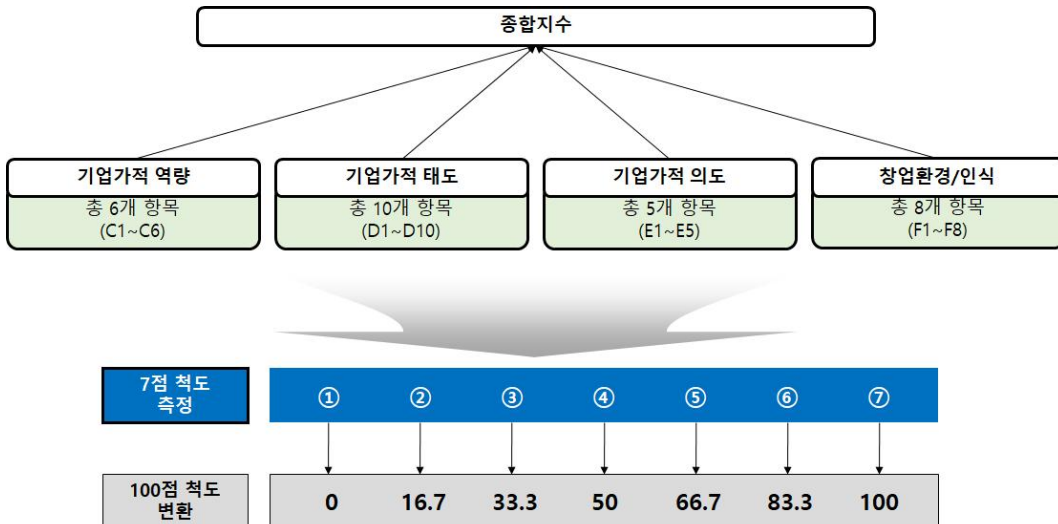 종합지수
기업가적 역량
총 6개 항목
(C1~C6)
기업가적 태도
총 10개 항목
(D1~D10)
기업가적 의도
총 5개 항목
(E1~E5)
창업환경/인식
총 8개 항목
(F1~F8)
7점 척도
측정
① ② ③ ④ ⑤ ⑥ ⑦
100점 척도
변환
0 16.7 33.3 50 66.7 83.3 100